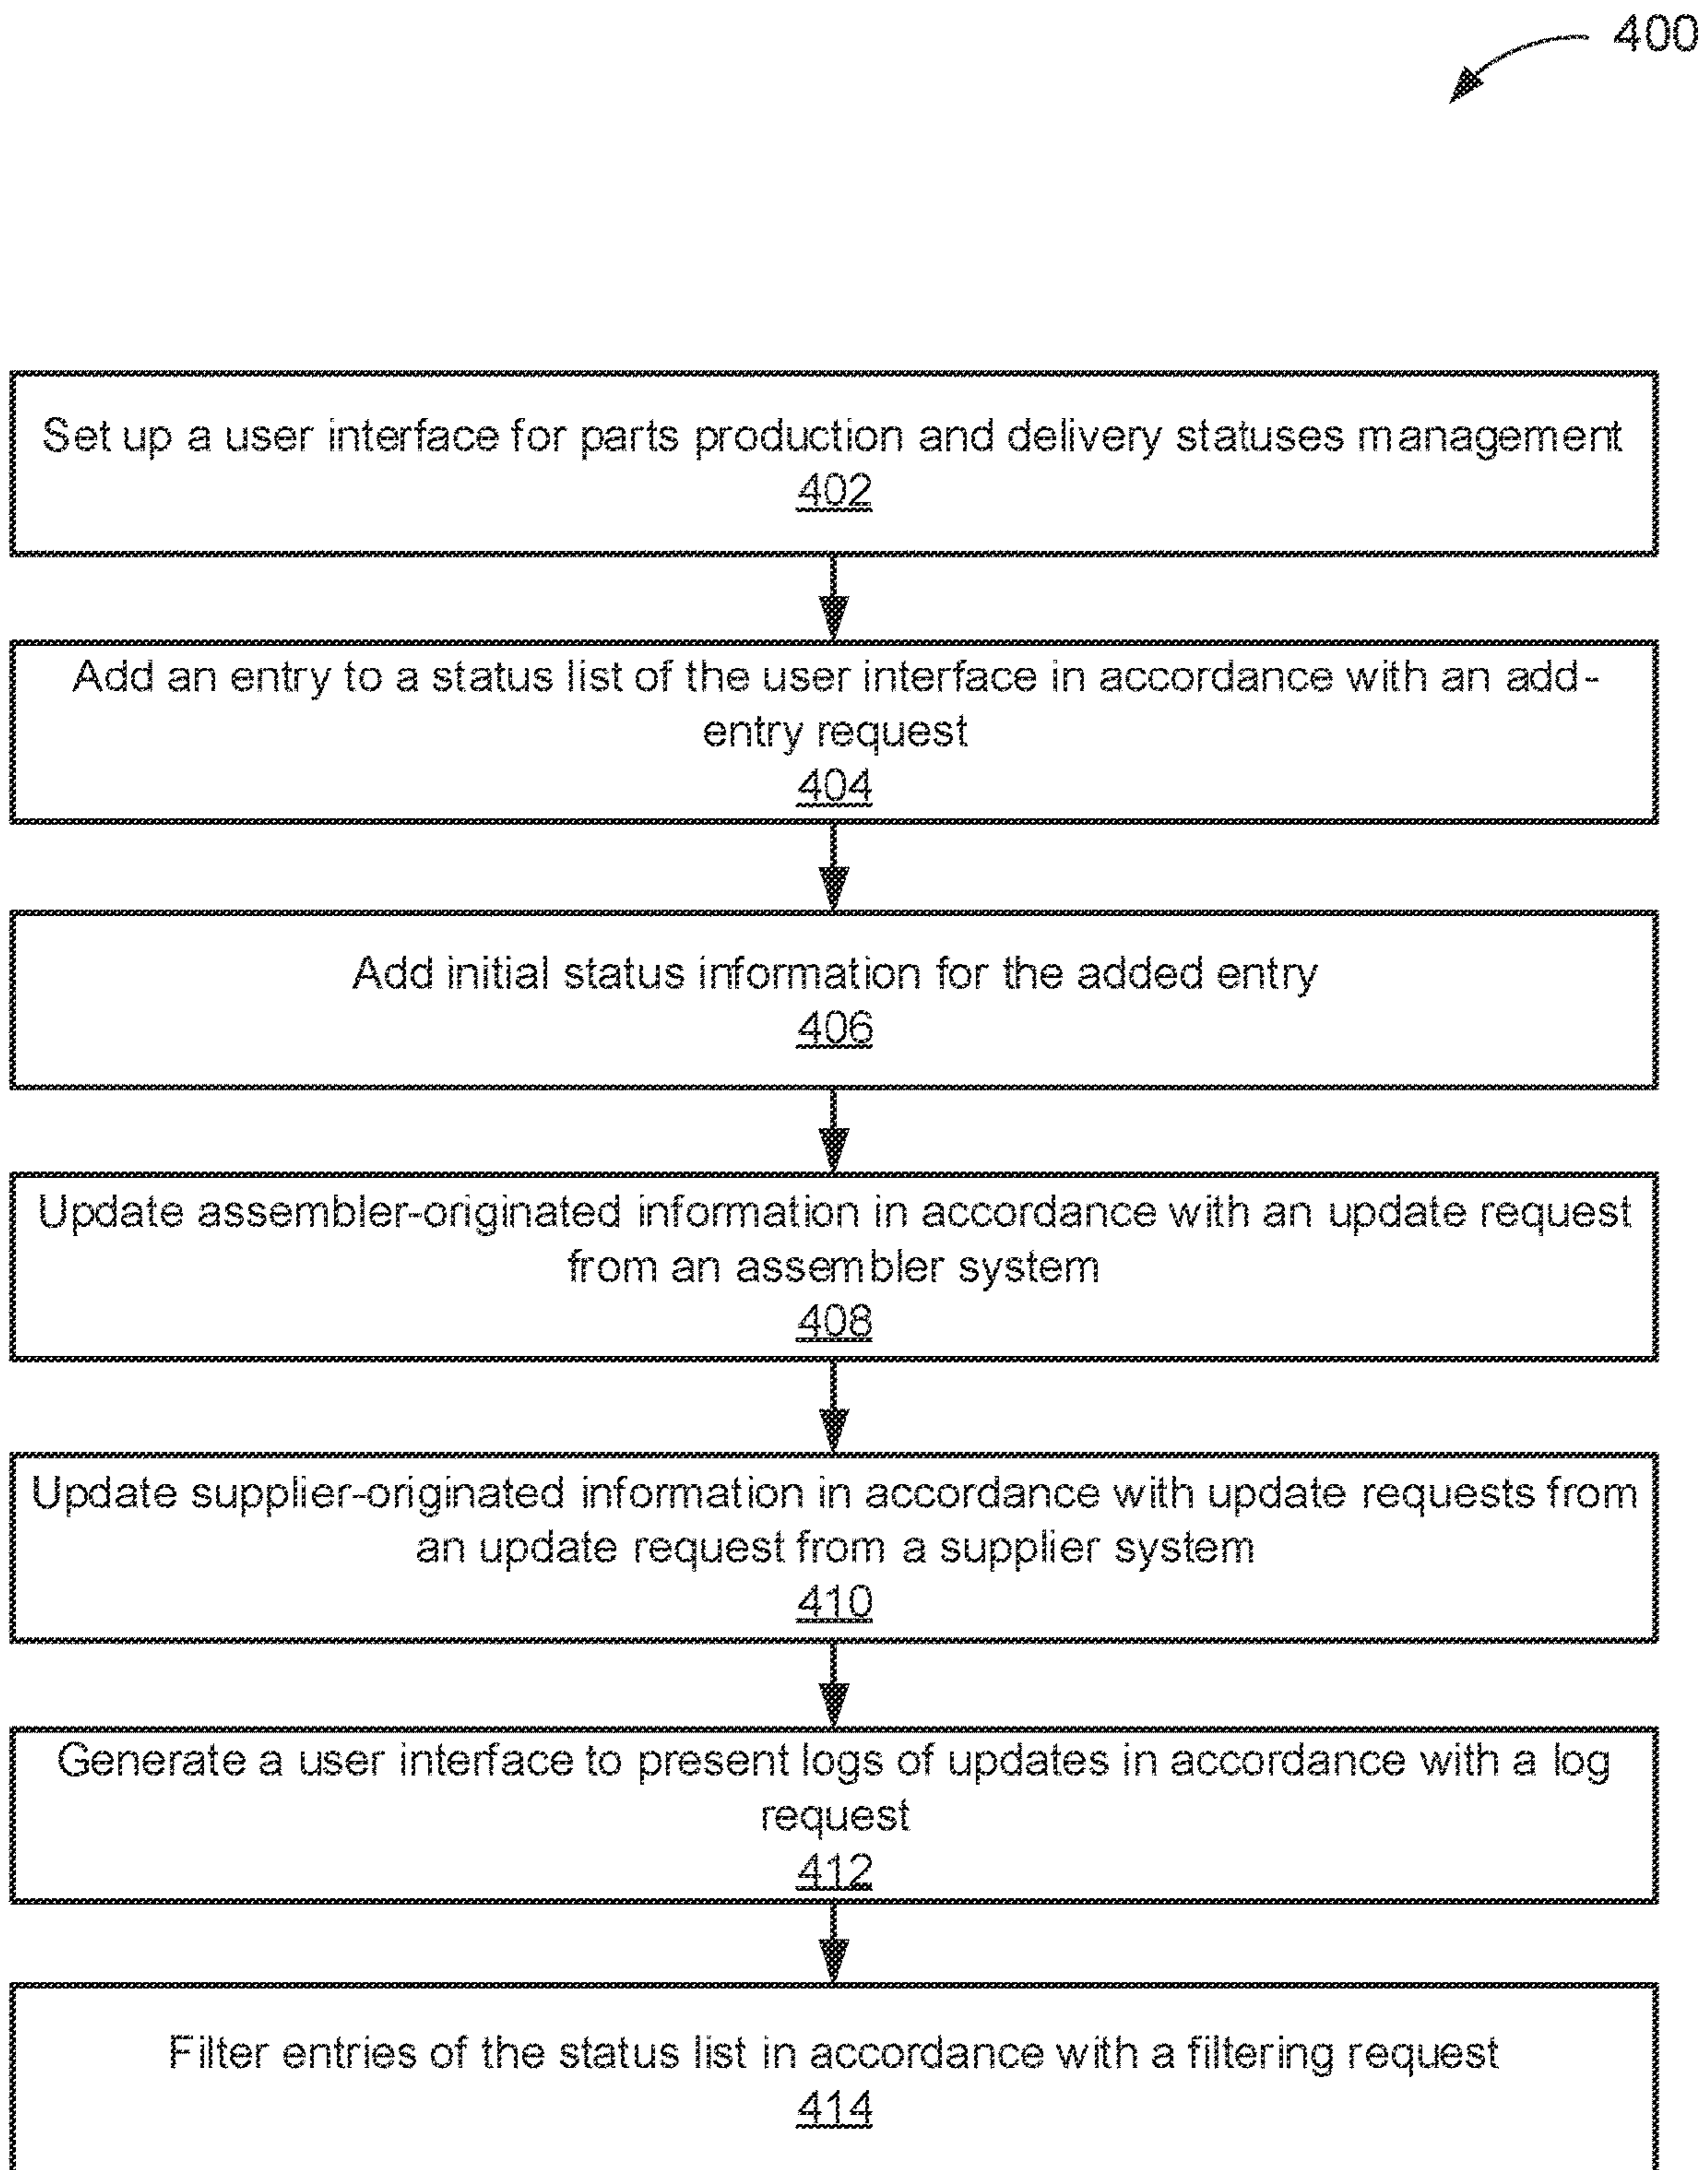 400
Set up a user interface for parts production and delivery statuses management
402
Add an entry to a status list of the user interface in accordance with an add-
entry request
404
Add initial status information for the added entry
406
Update assembler-originated information in accordance with an update request
from an assembler system
408
Update supplier-originated information in accordance with update requests from
an update request from a supplier system
410
Generate a user interface to present logs of updates in accordance with a log
request
412
Filter entries of the status list in accordance with a filtering request
414